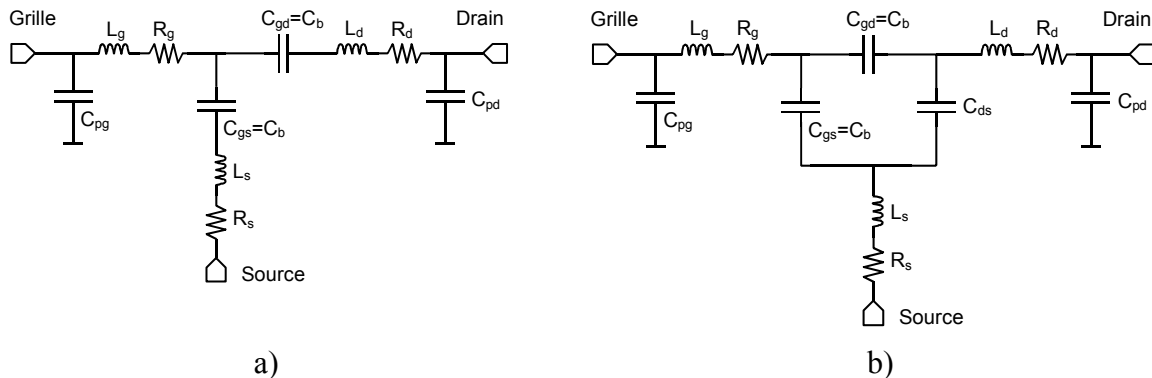 Grille
Lg
Rg
Cgd=Cb
Ld
Rd
Drain
Cpg
Cgs=Cb
Cpd
Ls
Rs
Source
a)
Grille
Lg
Rg
Cgd=Cb
Ld
Rd
Drain
Cpg
Cgs=Cb
Cds
Cpd
Ls
Rs
Source
b)